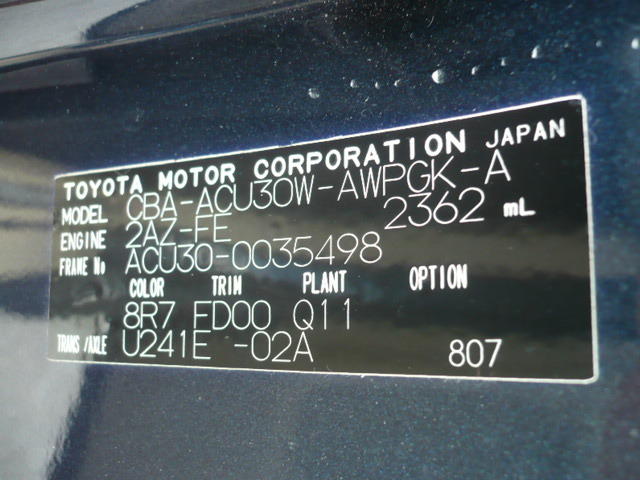 TOYOTA MOTOR CORPORATION JAPAN
MODEL CBA-ACU30W-AWPGK-A
ENGINE 2AZ-FE 2362 mL
FRAME No ACU30-0035498
COLOR TRIM PLANT OPTION
8R7 FD00 Q11
TRANS/AXLE U241E -02A 807